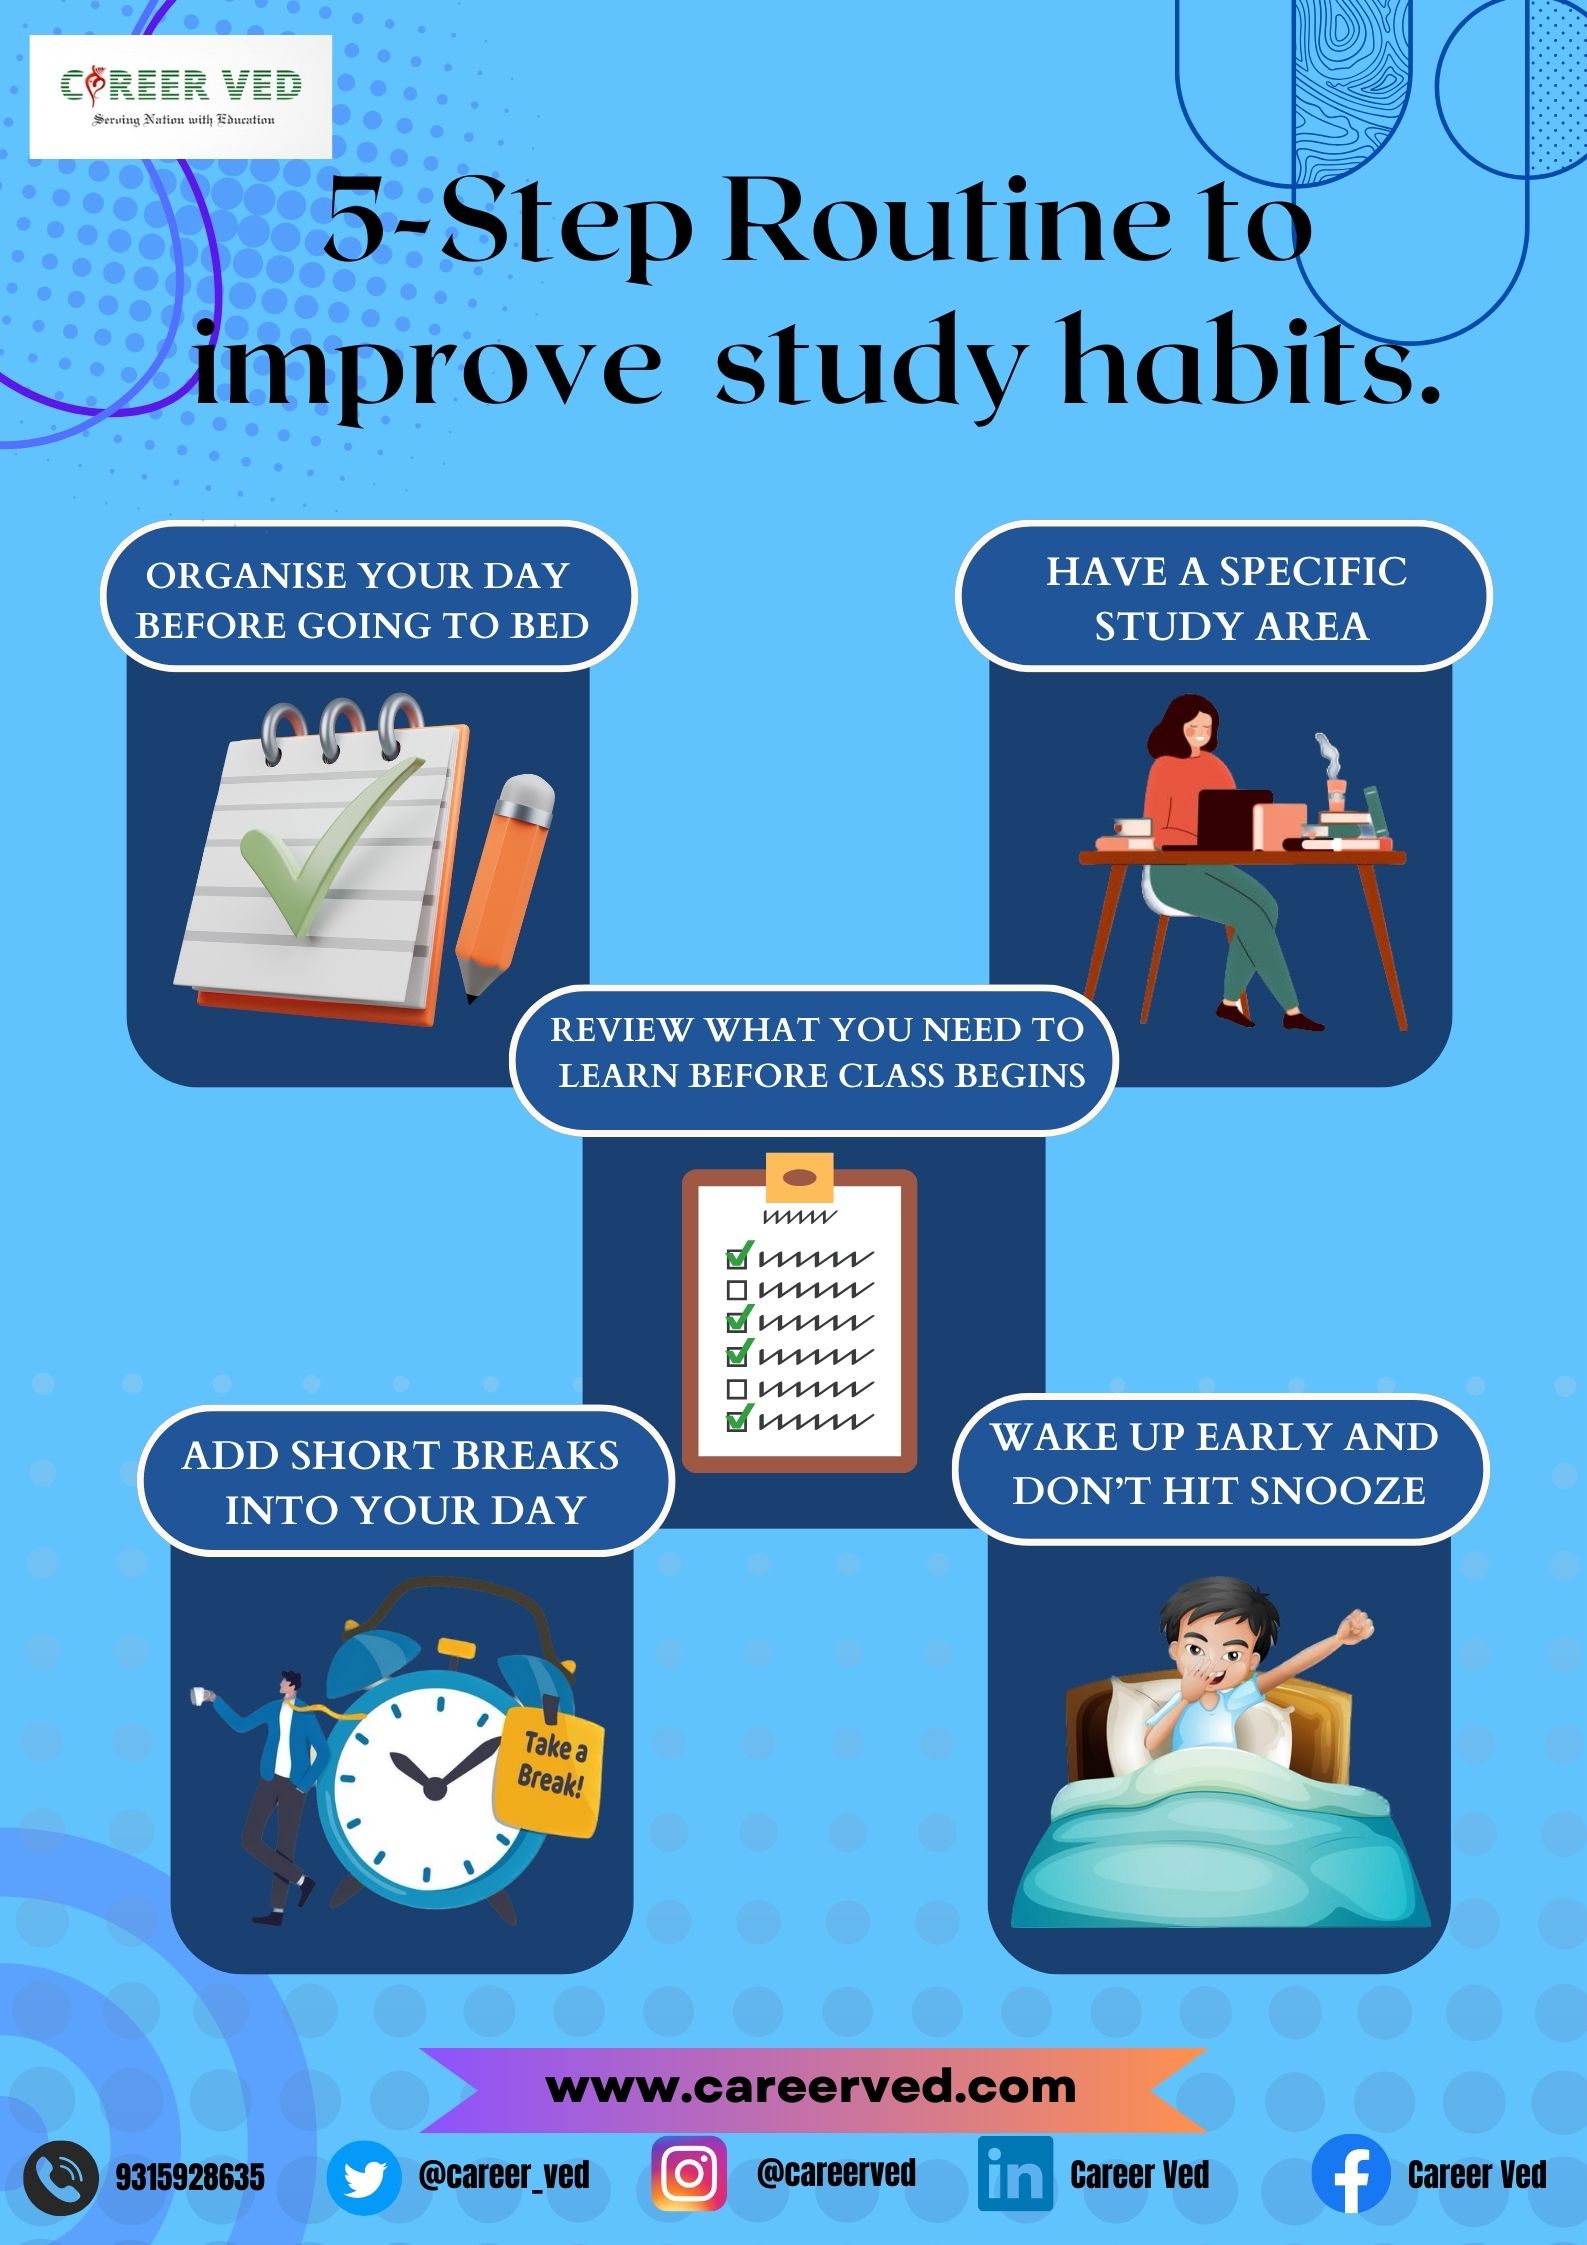 CAREER VED
Serving Nation with Education
5-Step Routine to
improve study habits.
ORGANISE YOUR DAY
BEFORE GOING TO BED
HAVE A SPECIFIC
STUDY AREA
REVIEW WHAT YOU NEED TO
LEARN BEFORE CLASS BEGINS
ADD SHORT BREAKS
INTO YOUR DAY
Take a
Break!
WAKE UP EARLY AND
DON’T HIT SNOOZE
www.careerved.com
9315928635
@career_ved
@careerved
in
Career Ved
Career Ved